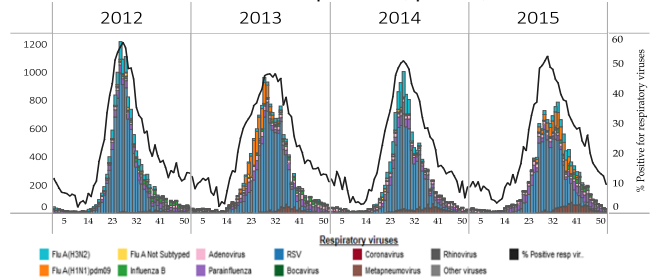 2012 2013 2014 2015
1200
1000
800
600
400
200
0
60
50
40
30
20
10
0
% Positive for respiratory viruses
5 14 23 32 41 50 5 14 23 32 41 50 5 14 23 32 41 50 5 14 23 32 41 50
Respiratory viruses
Flu A(H3N2) Flu A Not Subtyped Adenovirus RSV Coronavirus Rhinovirus % Positive resp vir..
Flu A(H1N1)pdm09 Influenza B Parainfluenza Bocavirus Metapneumovirus Other viruses